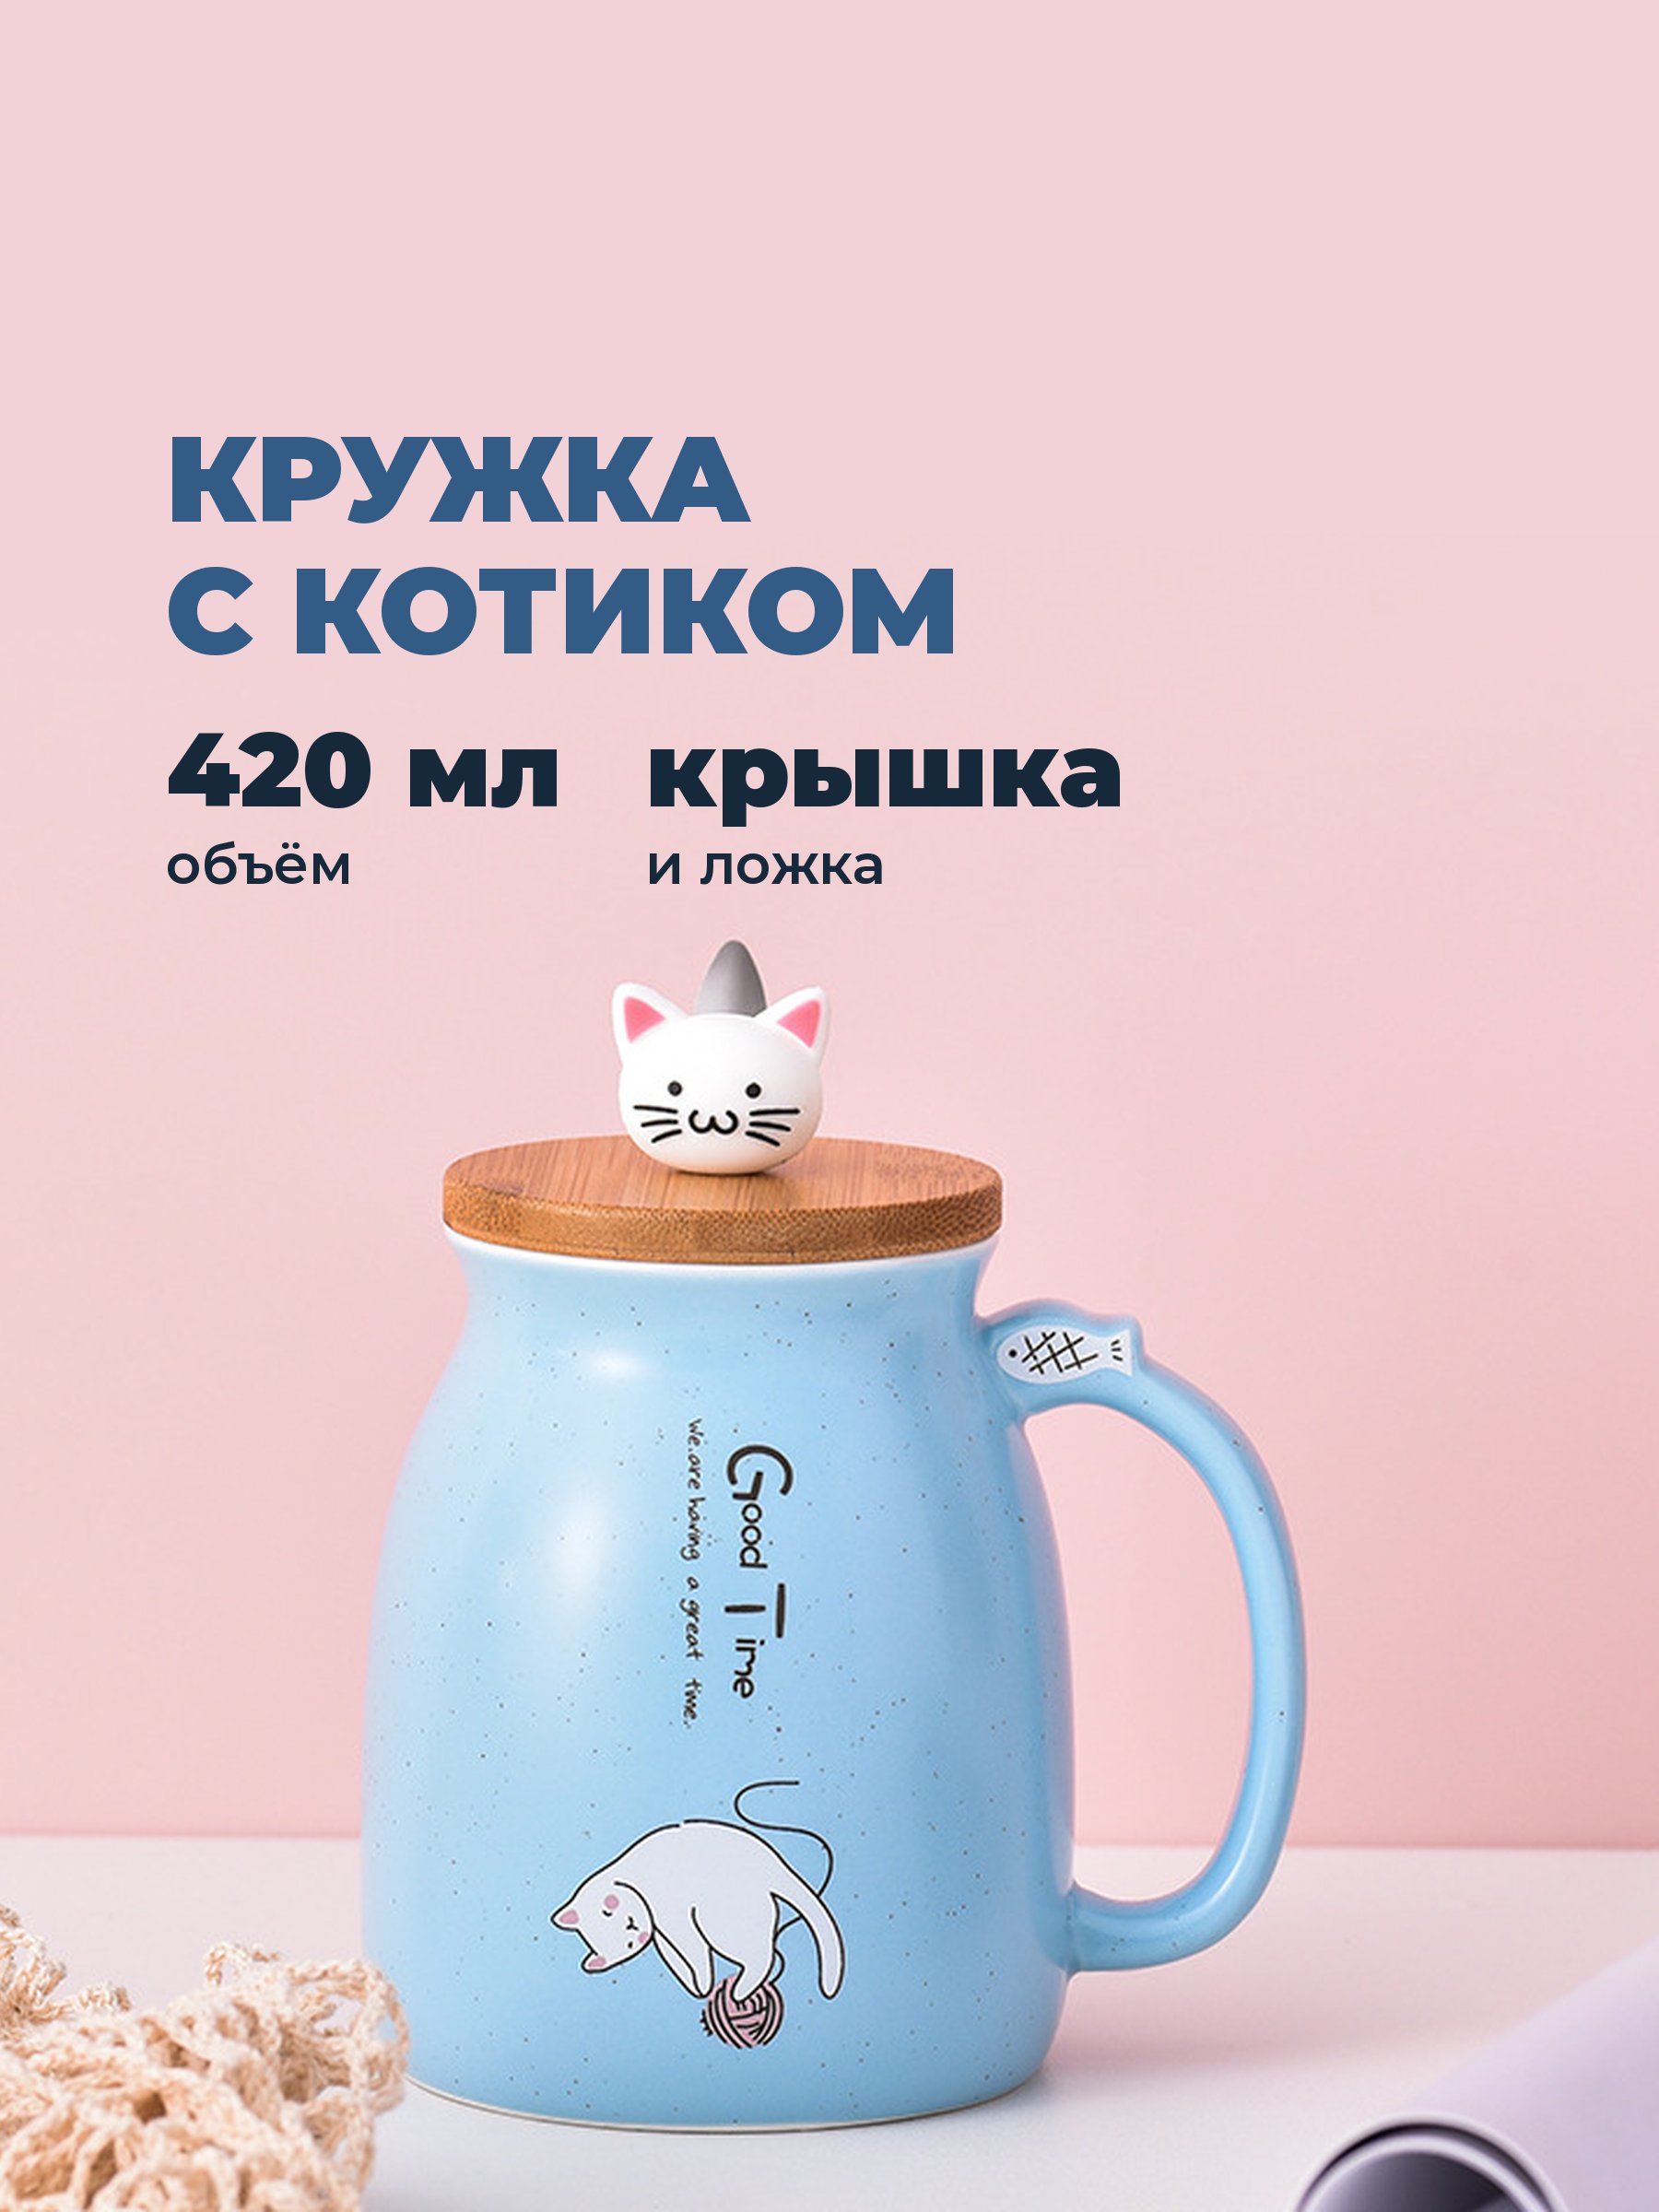 КРУЖКА
С КОТИКОМ
420 мл крышка
объём и ложка
Good Time
We are having a great time.